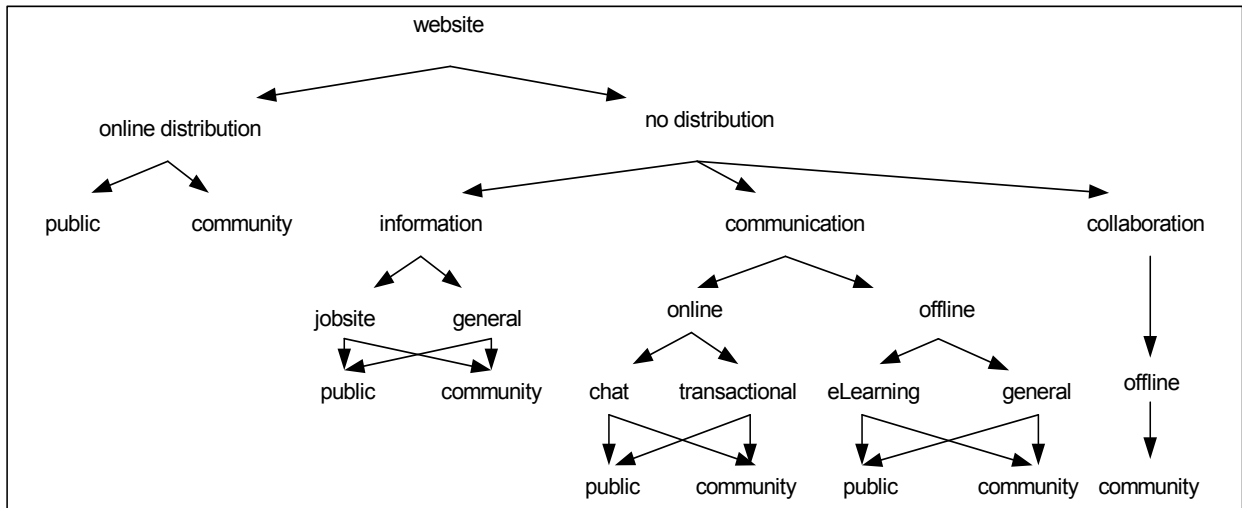 website
online distribution
no distribution
public community information communication collaboration
jobsite general online offline
public community chat transactional eLearning general offline
public community public community community